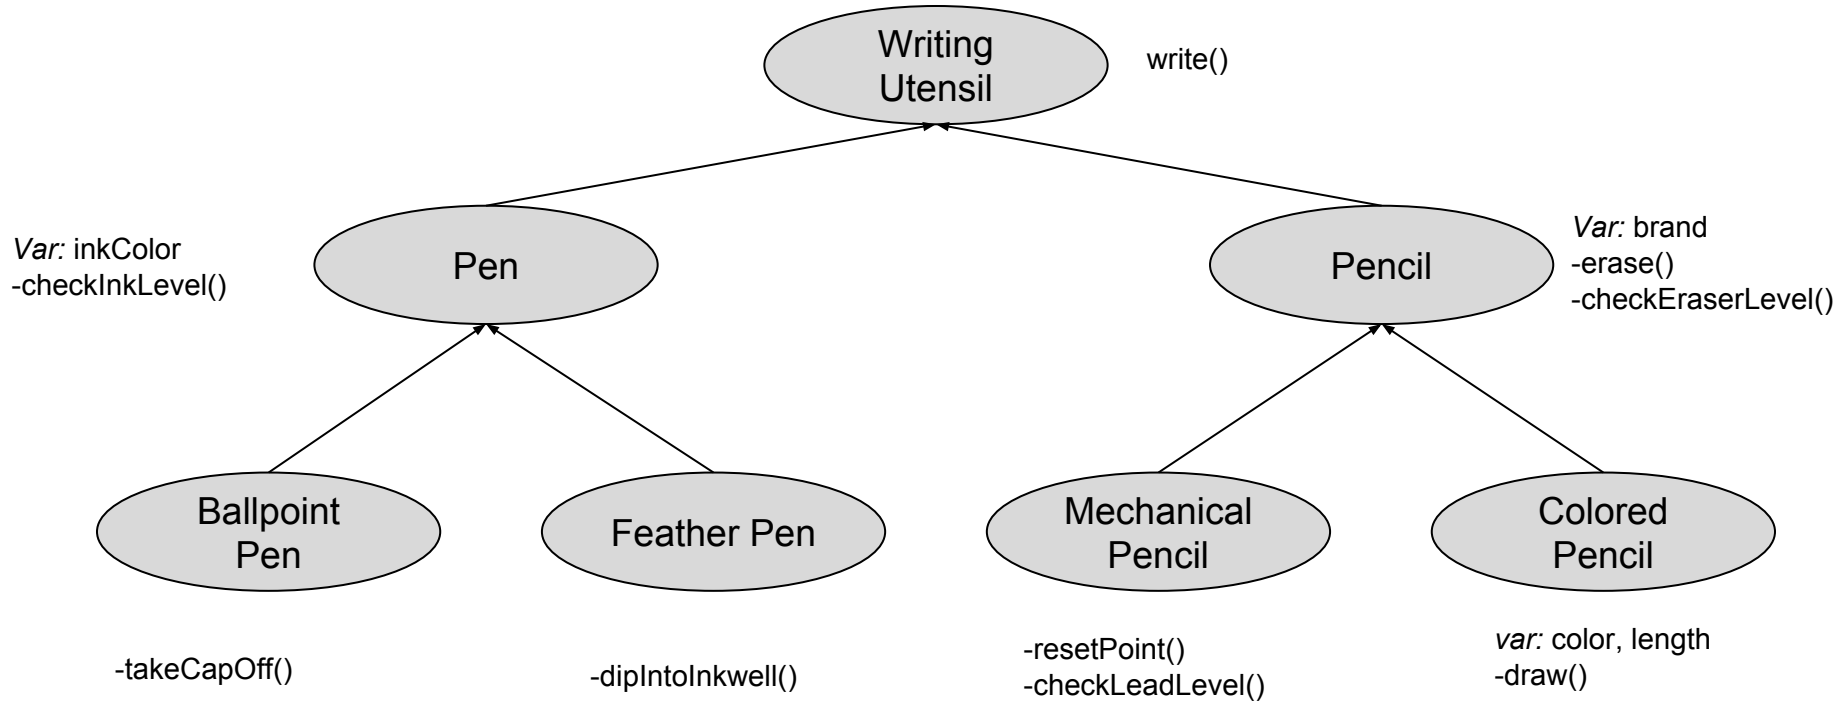 Writing
Utensil
write()
Var: inkColor
-checkInkLevel()
Pen
Pencil
Var: brand
-erase()
-checkEraserLevel()
Ballpoint
Pen
Feather Pen
Mechanical
Pencil
Colored
Pencil
-takeCapOff()
-dipIntoInkwell()
-resetPoint()
-checkLeadLevel()
var: color, length
-draw()